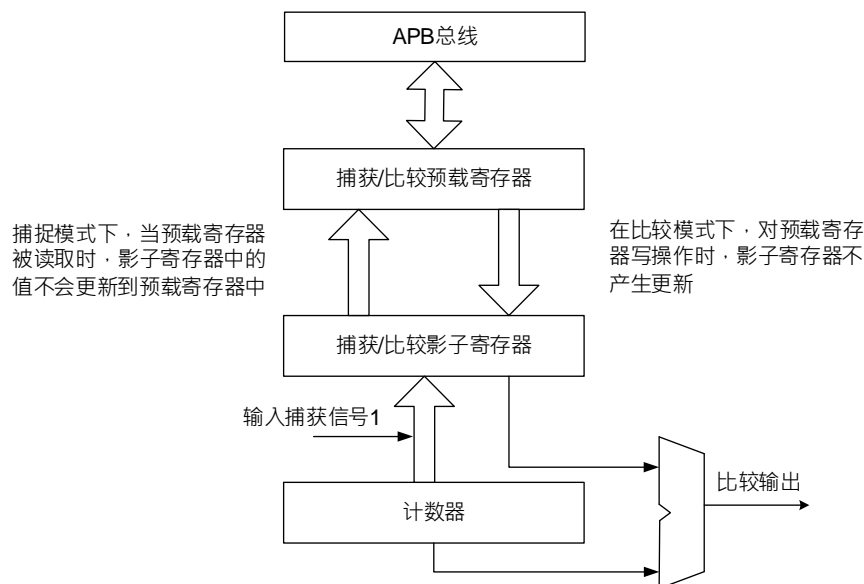 APB总线
捕获/比较预载寄存器
捕捉模式下，当预载寄存器
被读取时，影子寄存器中的
值不会更新到预载寄存器中
在比较模式下，对预载寄存
器写操作时，影子寄存器不
产生更新
捕获/比较影子寄存器
输入捕获信号1
计数器
比较输出